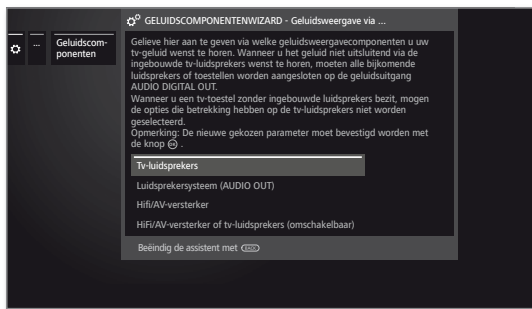 GELUIDSCOMPONENTENWIZARD - Geluidsweergave via ...
...
Geluidscom-
ponenten
Gelieve hier aan te geven via welke geluidsweergavecomponenten u uw
tv-geluid wenst te horen. Wanneer u het geluid niet uitsluitend via de
ingebouwde tv-luidsprekers wenst te horen, moeten alle bijkomende
luidsprekers of toestellen worden aangesloten op de geluidsuitgang
AUDIO DIGITAL OUT.
Wanneer u een tv-toestel zonder ingebouwde luidsprekers bezit, mogen
de opties die betrekking hebben op de tv-luidsprekers niet worden
geselecteerd.
Opmerking: De nieuwe gekozen parameter moet bevestigd worden met
de knop OK .
Tv-luidsprekers
Luidsprekersysteem (AUDIO OUT)
Hifi/AV-versterker
HiFi/AV-versterker of tv-luidsprekers (omschakelbaar)
Beëindig de assistent met BACK